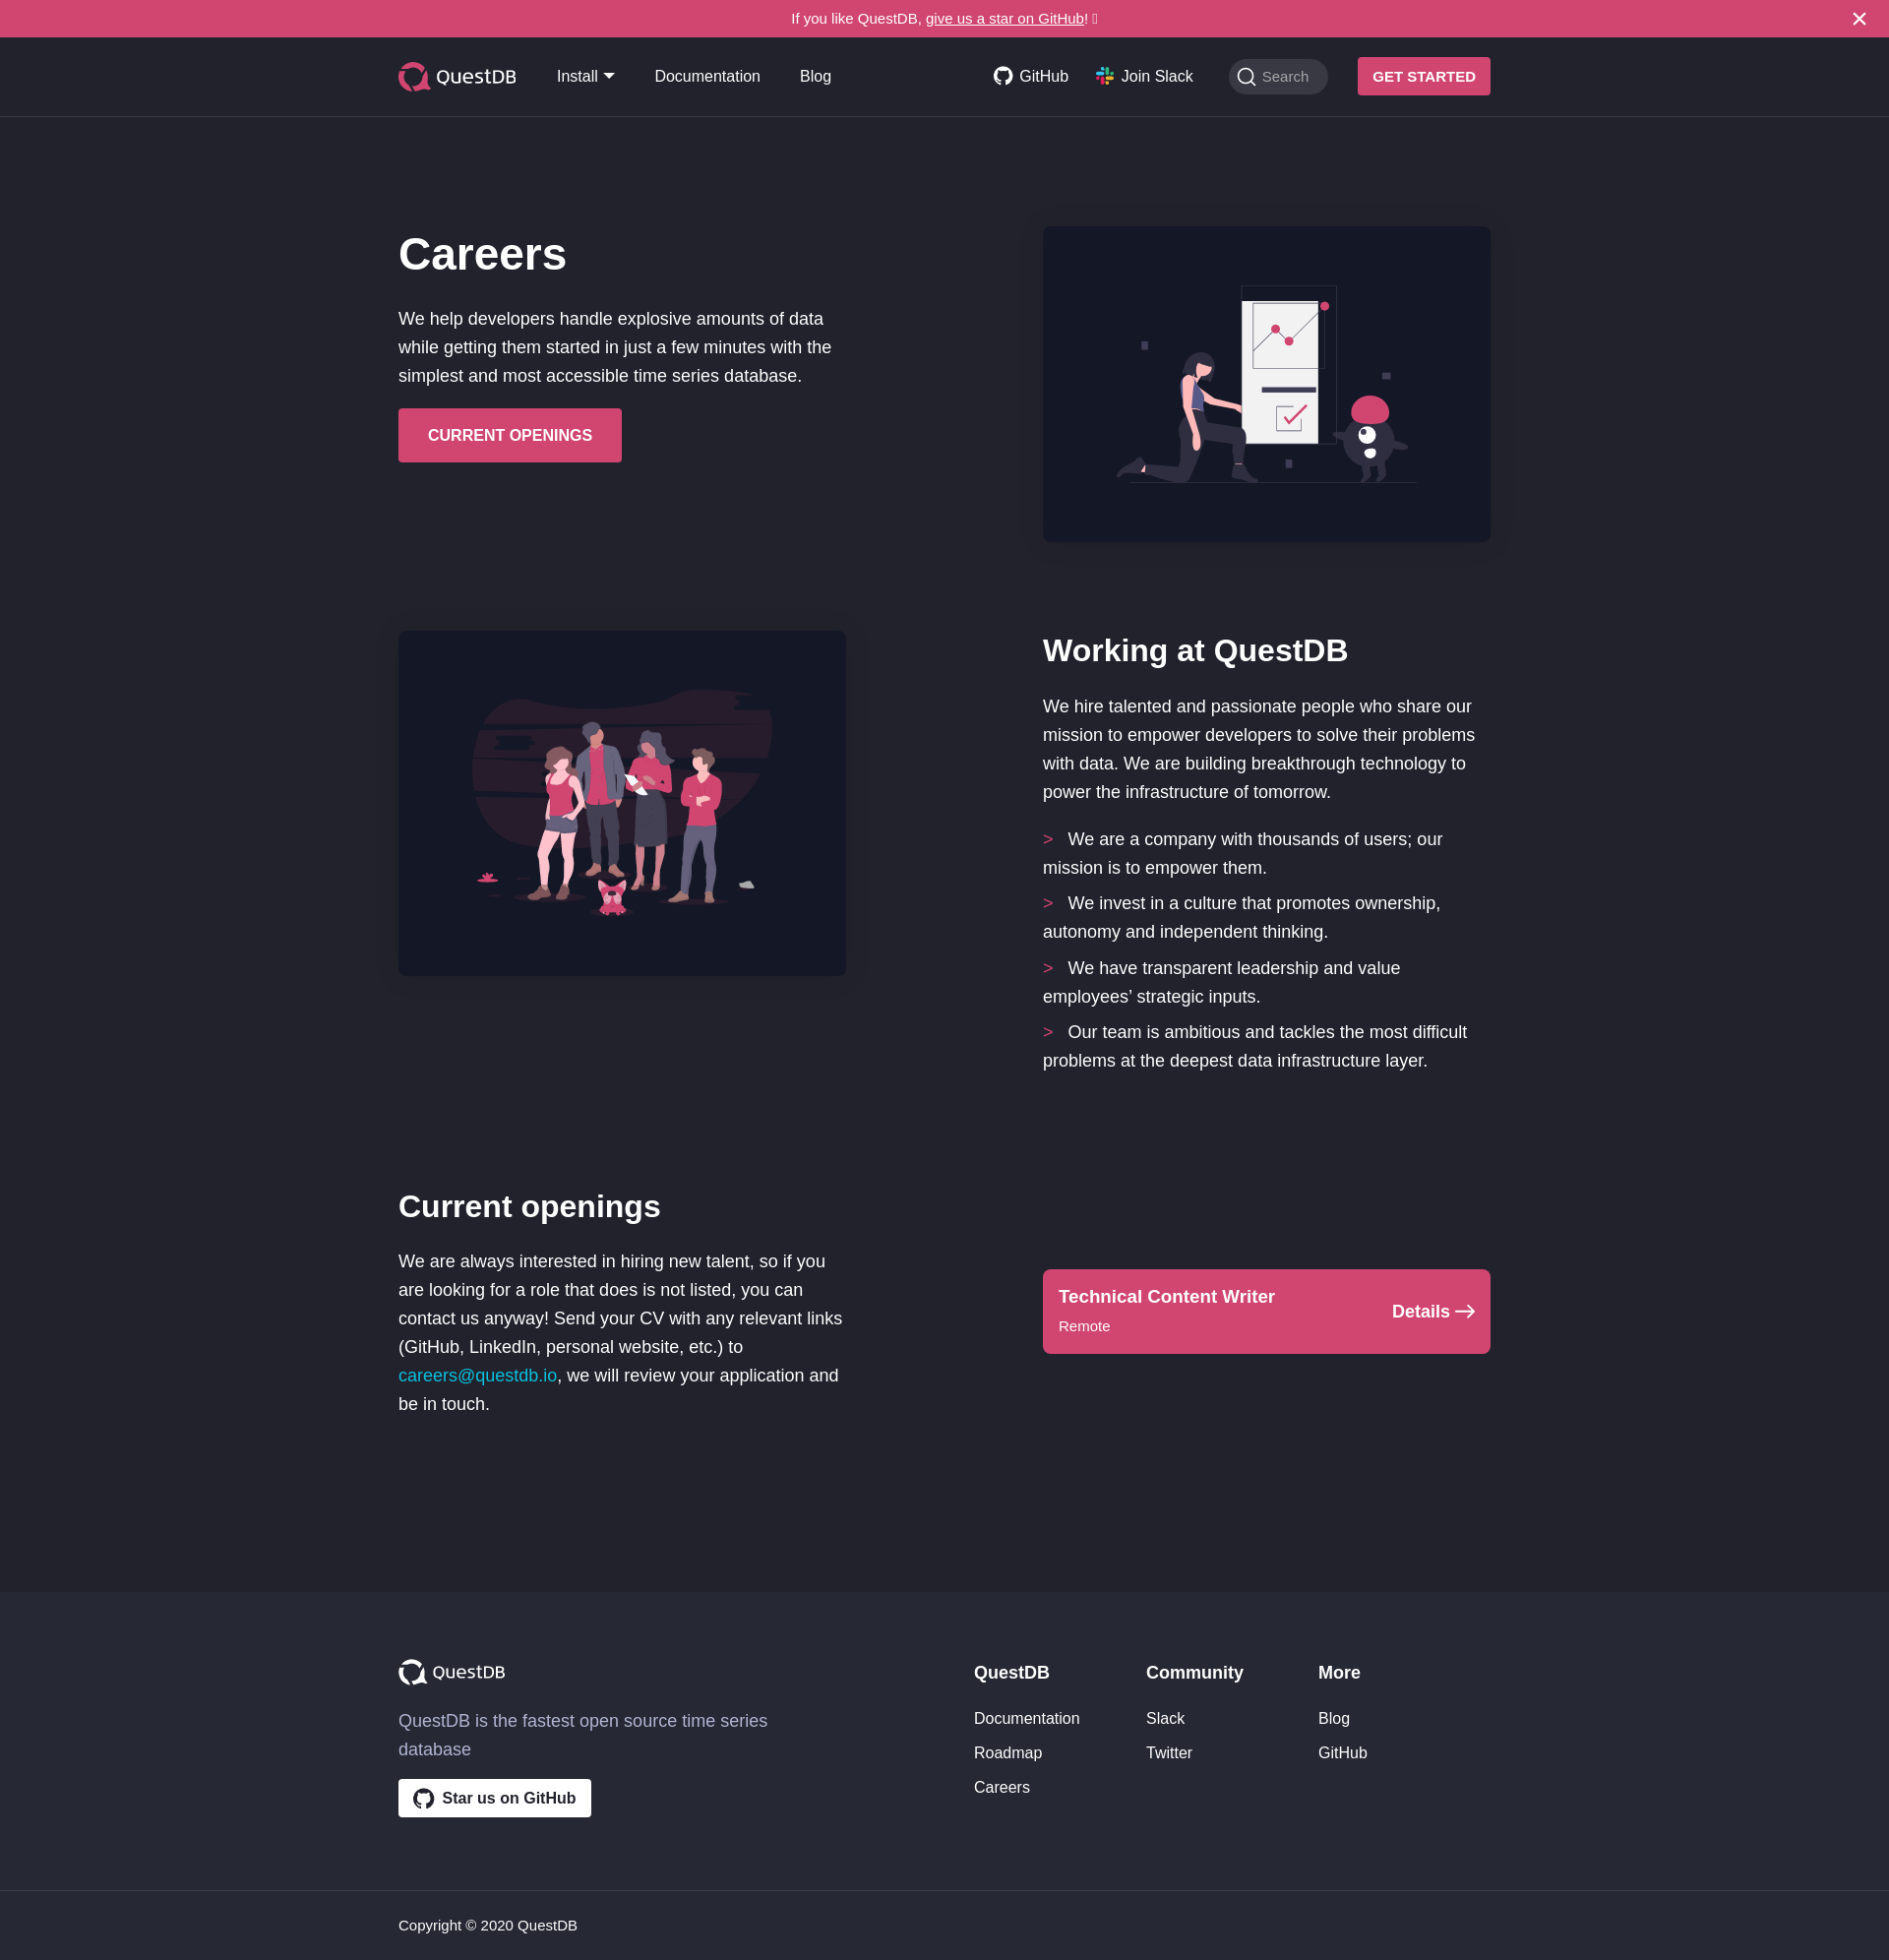 If you like QuestDB, give us a star on GitHub!
QuestDB
Install
Documentation
Blog
GitHub
Join Slack
Search
GET STARTED
Careers
We help developers handle explosive amounts of data
while getting them started in just a few minutes with the
simplest and most accessible time series database.
CURRENT OPENINGS
Working at QuestDB
We hire talented and passionate people who share our
mission to empower developers to solve their problems
with data. We are building breakthrough technology to
power the infrastructure of tomorrow.
> We are a company with thousands of users; our
mission is to empower them.
> We invest in a culture that promotes ownership,
autonomy and independent thinking.
> We have transparent leadership and value
employees’ strategic inputs.
> Our team is ambitious and tackles the most difficult
problems at the deepest data infrastructure layer.
Current openings
We are always interested in hiring new talent, so if you
are looking for a role that does is not listed, you can
contact us anyway! Send your CV with any relevant links
(GitHub, LinkedIn, personal website, etc.) to
careers@questdb.io, we will review your application and
be in touch.
Technical Content Writer
Remote
Details
QuestDB
QuestDB is the fastest open source time series
database
Star us on GitHub
QuestDB
Documentation
Roadmap
Careers
Community
Slack
Twitter
More
Blog
GitHub
Copyright © 2020 QuestDB